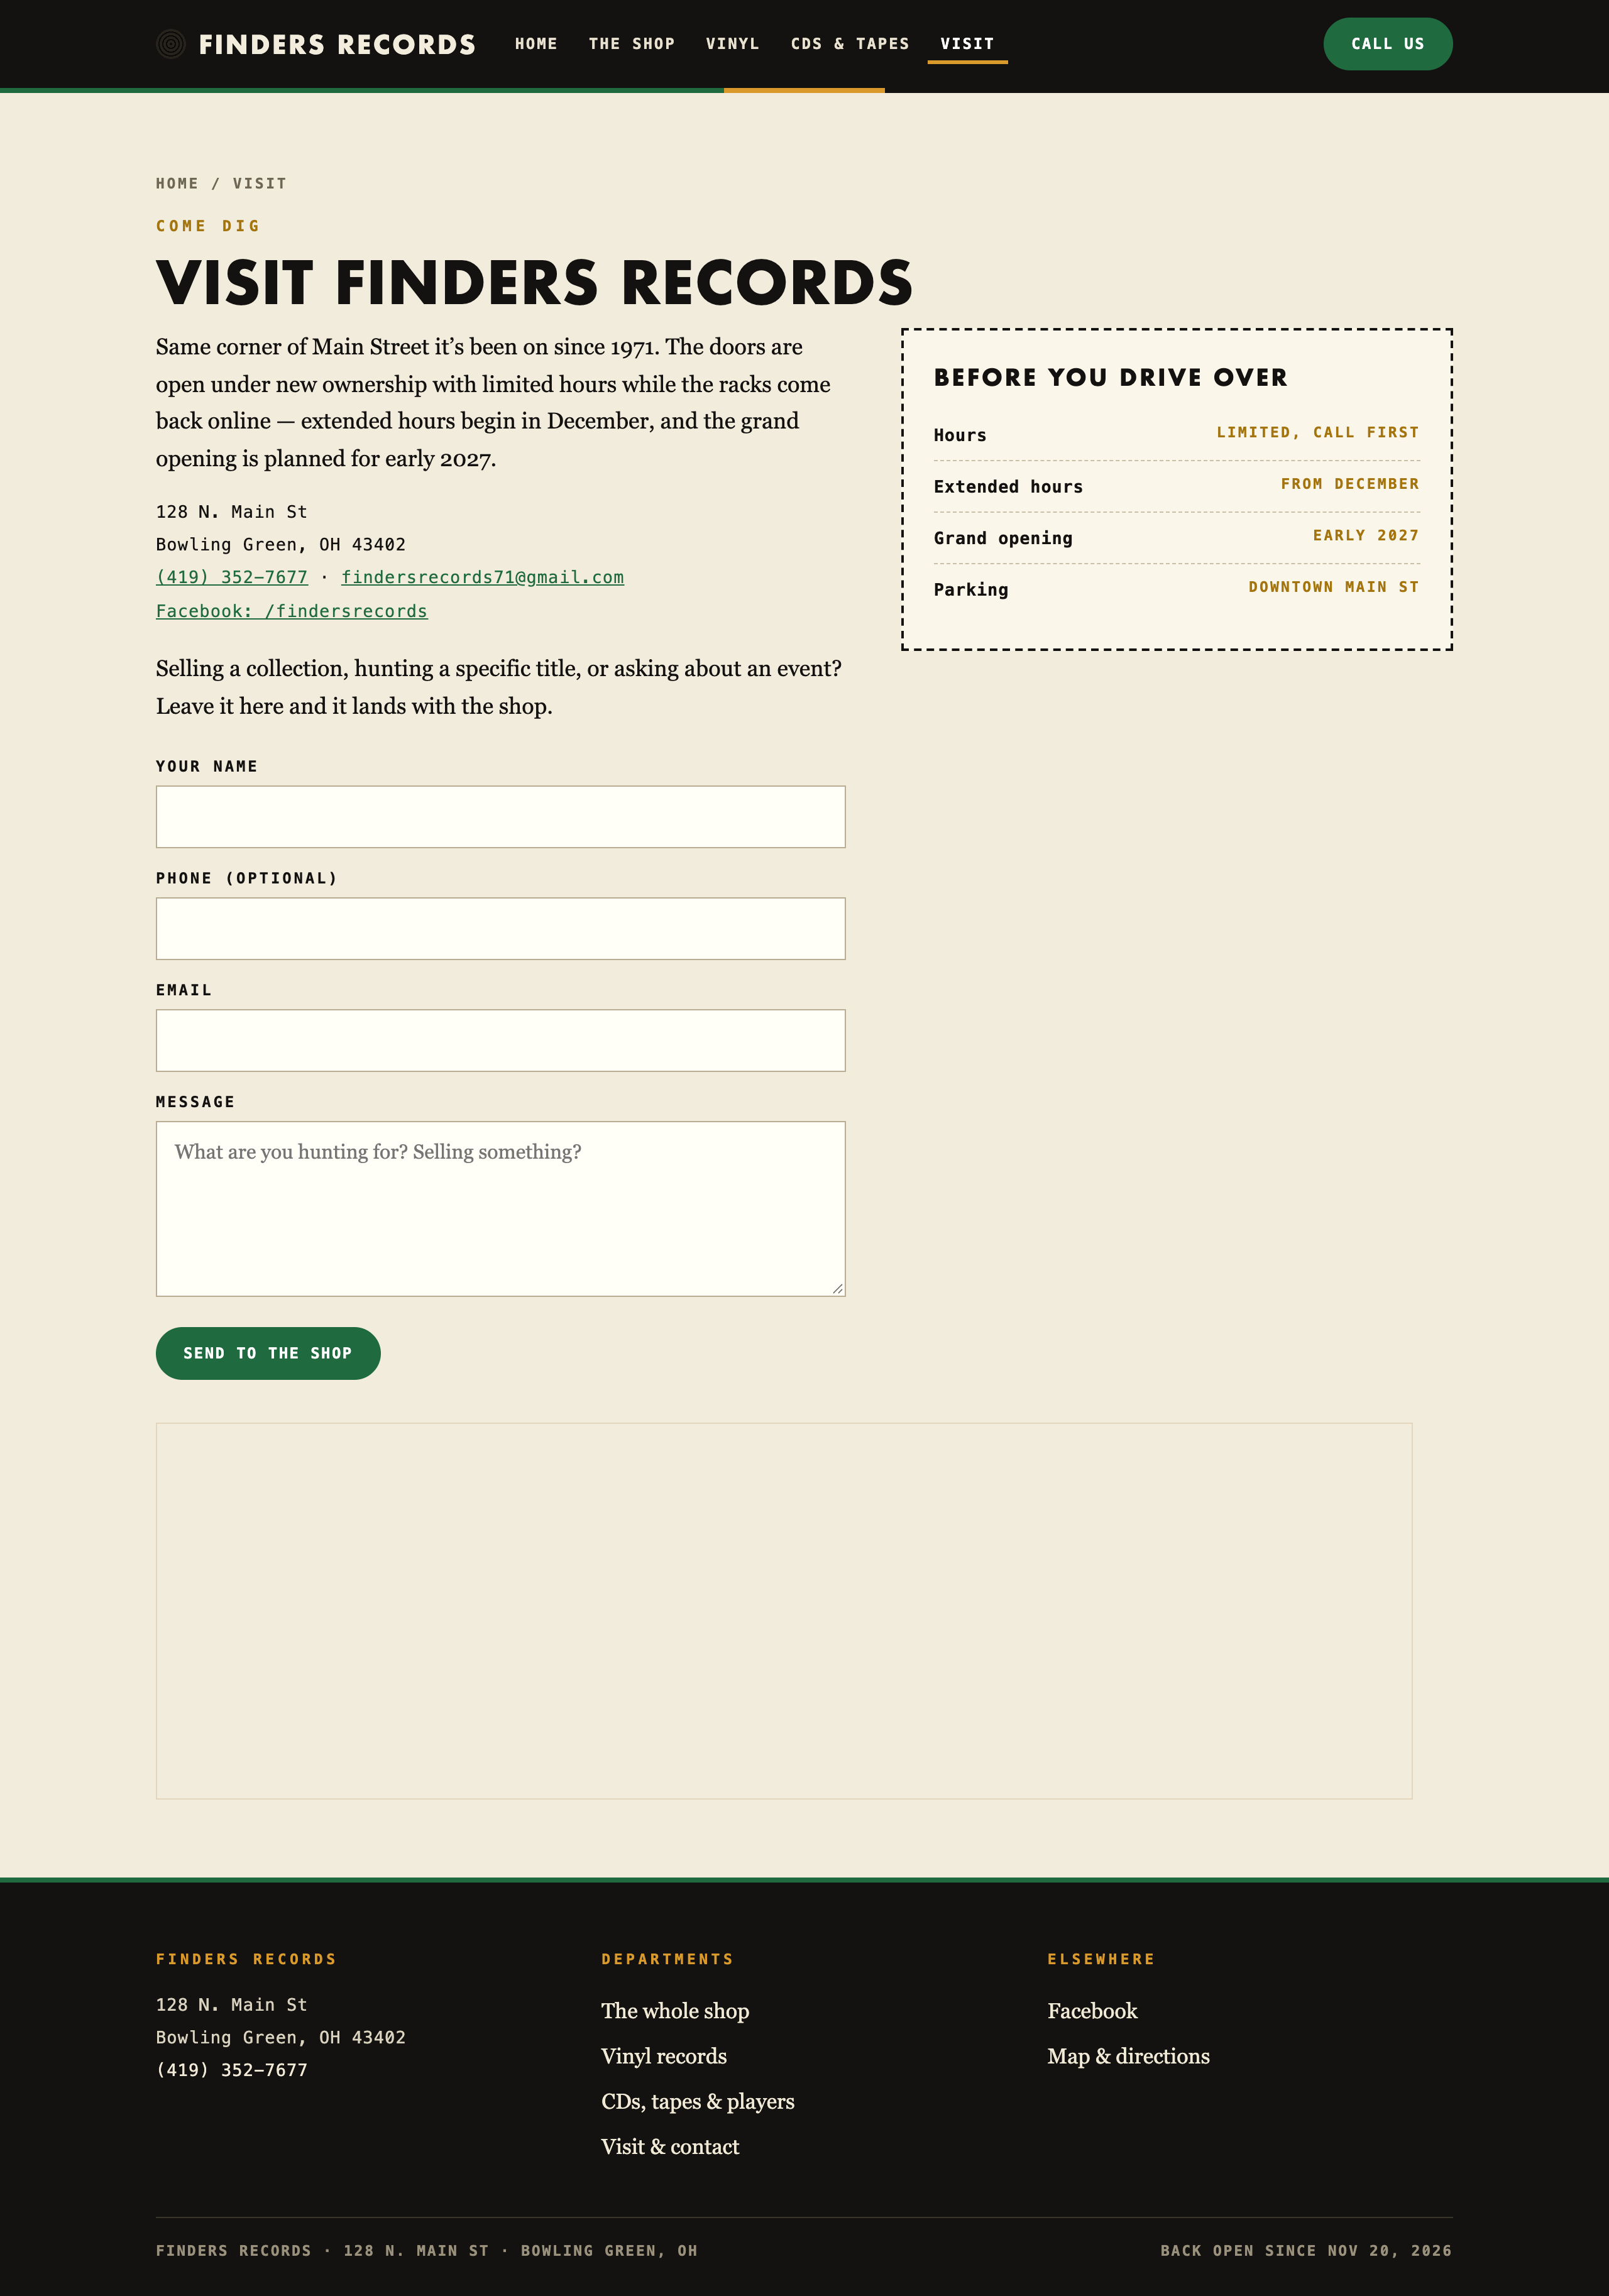 FINDERS RECORDS
HOME
THE SHOP
VINYL
CDS & TAPES
VISIT
CALL US
HOME / VISIT
COME DIG
VISIT FINDERS RECORDS
Same corner of Main Street it’s been on since 1971. The doors are
open under new ownership with limited hours while the racks come
back online — extended hours begin in December, and the grand
opening is planned for early 2027.
128 N. Main St
Bowling Green, OH 43402
(419) 352-7677 · findersrecords71@gmail.com
Facebook: /findersrecords
Selling a collection, hunting a specific title, or asking about an event?
Leave it here and it lands with the shop.
YOUR NAME
PHONE (OPTIONAL)
EMAIL
MESSAGE
What are you hunting for? Selling something?
SEND TO THE SHOP
BEFORE YOU DRIVE OVER
Hours LIMITED, CALL FIRST
Extended hours FROM DECEMBER
Grand opening EARLY 2027
Parking DOWNTOWN MAIN ST
FINDERS RECORDS
128 N. Main St
Bowling Green, OH 43402
(419) 352-7677
DEPARTMENTS
The whole shop
Vinyl records
CDs, tapes & players
Visit & contact
ELSEWHERE
Facebook
Map & directions
FINDERS RECORDS · 128 N. MAIN ST · BOWLING GREEN, OH
BACK OPEN SINCE NOV 20, 2026